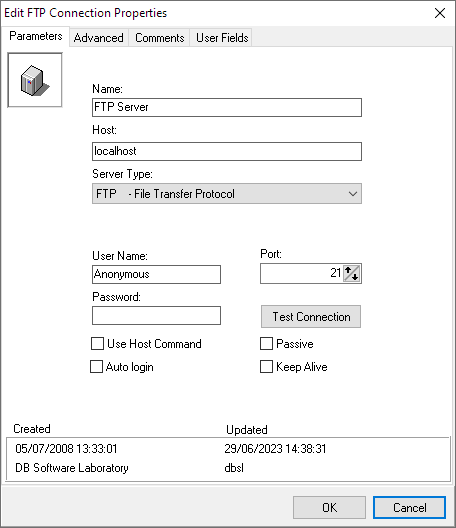 Edit FTP Connection Properties
Parameters Advanced Comments User Fields
Name:
FTP Server
Host:
localhost
Server Type:
FTP - File Transfer Protocol
User Name: Port:
Anonymous 21
Password:
Test Connection
Use Host Command Passive
Auto login Keep Alive
Created Updated
05/07/2008 13:33:01 29/06/2023 14:38:31
DB Software Laboratory dbsl
OK Cancel